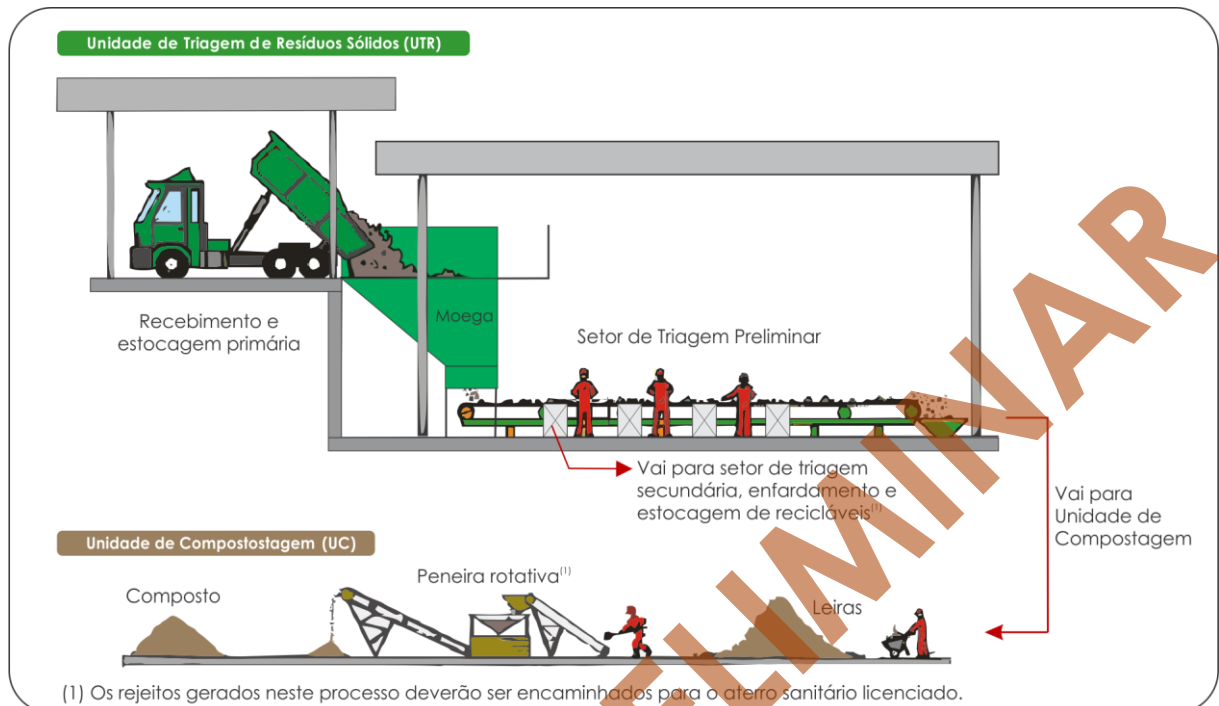 Unidade de Triagem de Resíduos Sólidos (UTR)
Recebimento e
estocagem primária
Moega
Setor de Triagem Preliminar
Vai para setor de triagem
secundária, enfardamento e
estocagem de recicláveis(1)
Vai para
Unidade de
Compostagem
Unidade de Compostostagem (UC)
Composto
Peneira rotativa(1)
Leiras
(1) Os rejeitos gerados neste processo deverão ser encaminhados para o aterro sanitário licenciado.
ELIMINAR